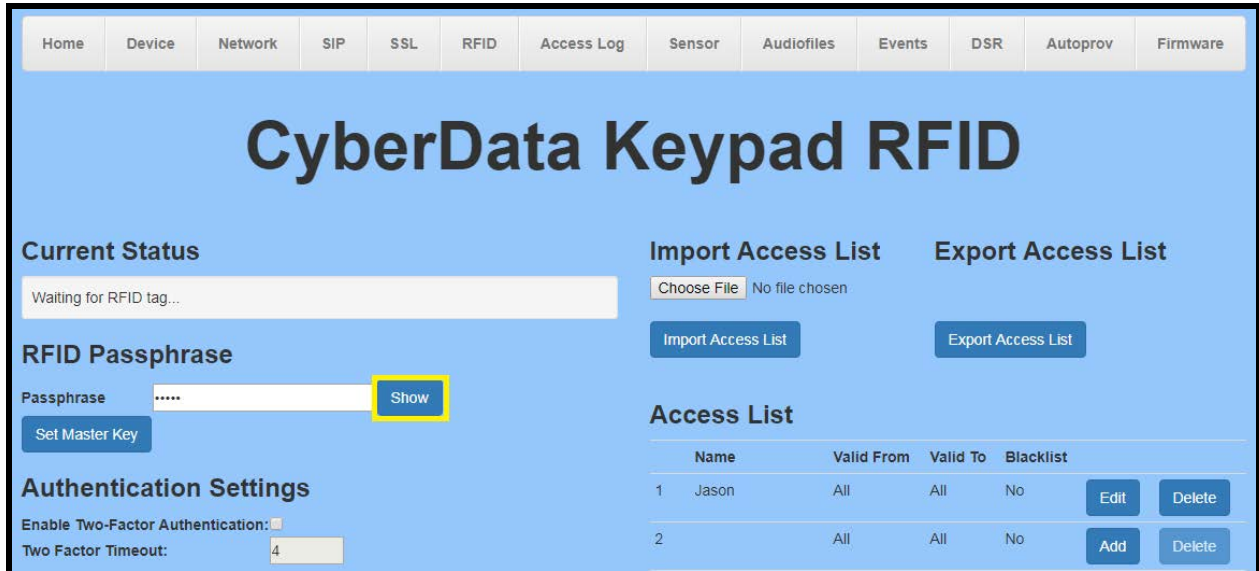 Home Device Network SIP SSL RFID Access Log Sensor Audiofiles Events DSR Autoprov Firmware
CyberData Keypad RFID
Current Status
Waiting for RFID tag...
RFID Passphrase
Passphrase ••••• Show
Set Master Key
Authentication Settings
Enable Two-Factor Authentication:
Two Factor Timeout: 4
Import Access List
Choose File No file chosen
Import Access List
Export Access List
Export Access List
Access List
Name Valid From Valid To Blacklist
1 Jason All All No Edit Delete
2 All All No Add Delete